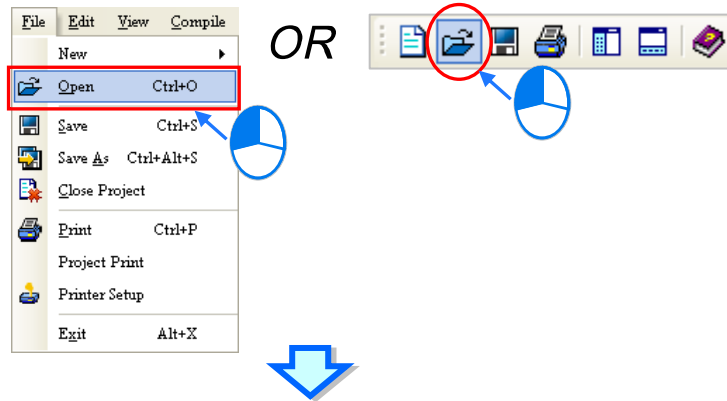 File Edit View Compile
OR
New
Open Ctrl+O
Save Ctrl+S
Save As Ctrl+Alt+S
Close Project
Print Ctrl+P
Project Print
Printer Setup
Exit Alt+X